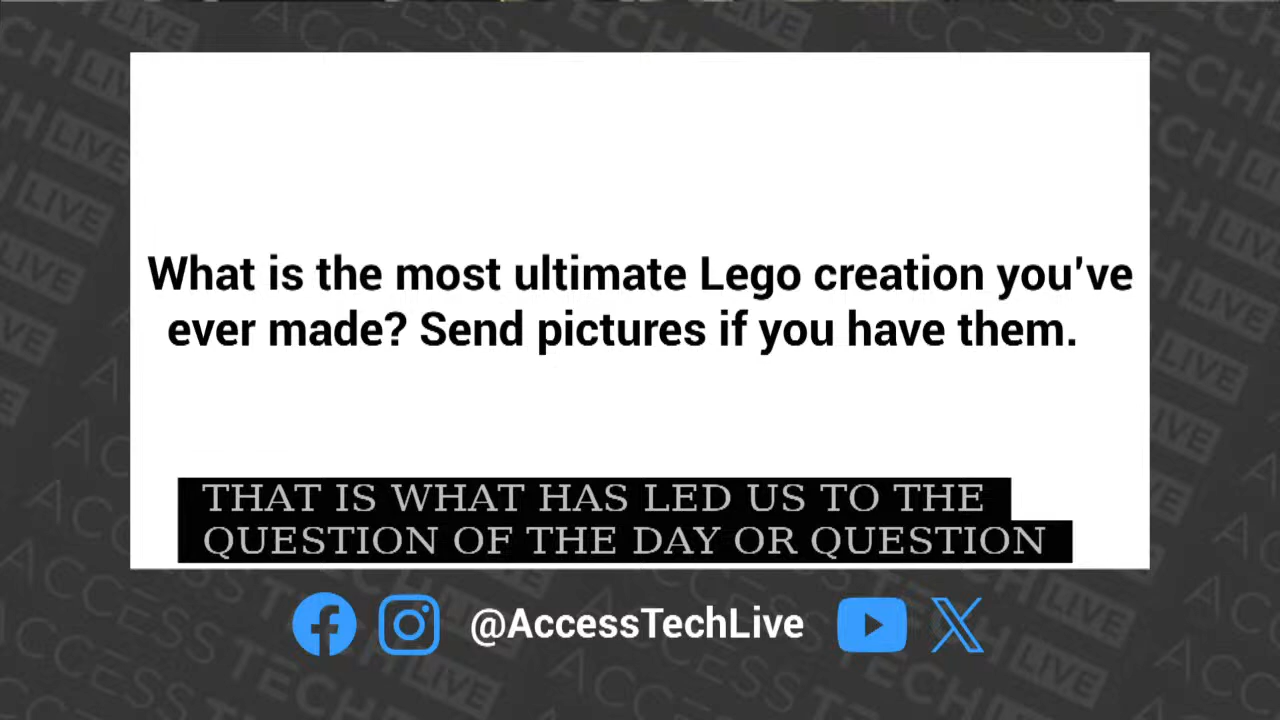 What is the most ultimate Lego creation you've
ever made? Send pictures if you have them.
THAT IS WHAT HAS LED US TO THE
QUESTION OF THE DAY OR QUESTION
@AccessTechLive